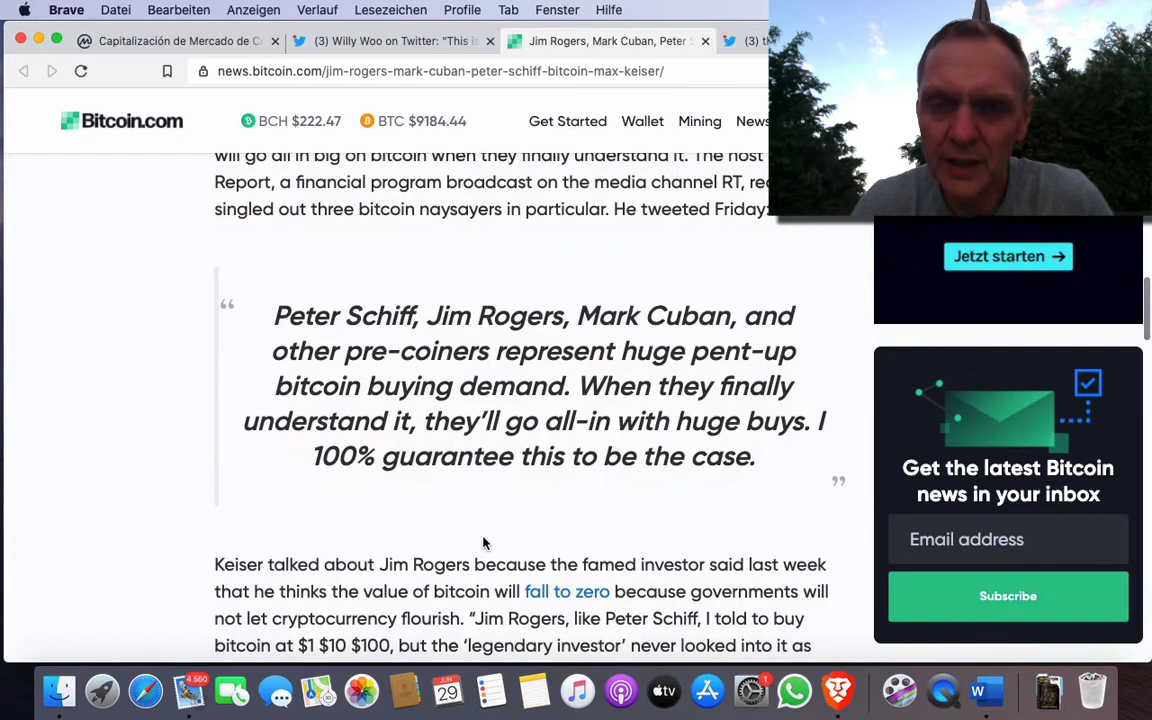 Brave Datei Bearbeiten Anzeigen Verlauf Lesezeichen Profile Tab Fenster Hilfe
Capitalización de Mercado de C
(3) Willy Woo on Twitter: "This is
Jim Rogers, Mark Cuban, Peter S
(3) th
news.bitcoin.com/jim-rogers-mark-cuban-peter-schiff-bitcoin-max-keiser/
Bitcoin.com
BCH $222.47 BTC $9184.44
Get Started Wallet Mining News
will go all in big on bitcoin when they finally understand it. The host
Report, a financial program broadcast on the media channel RT, rec
singled out three bitcoin naysayers in particular. He tweeted Friday:
“
Peter Schiff, Jim Rogers, Mark Cuban, and
other pre-coiners represent huge pent-up
bitcoin buying demand. When they finally
understand it, they’ll go all-in with huge buys. I
100% guarantee this to be the case.
”
Keiser talked about Jim Rogers because the famed investor said last week
that he thinks the value of bitcoin will fall to zero because governments will
not let cryptocurrency flourish. “Jim Rogers, like Peter Schiff, I told to buy
bitcoin at $1 $10 $100, but the ‘legendary investor’ never looked into it as
Jetzt starten →
Get the latest Bitcoin
news in your inbox
Email address
Subscribe
4.560
JUN
29
tv
1
W